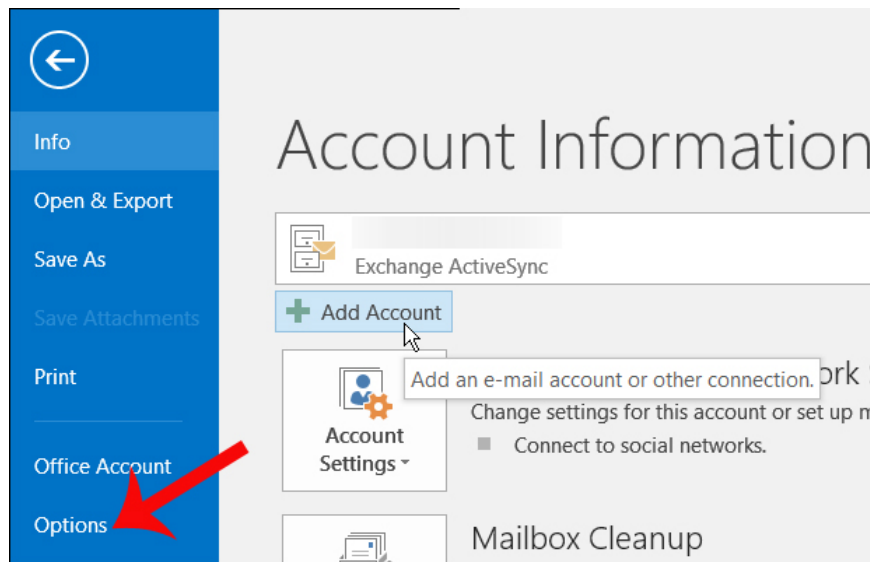 Info
Open & Export
Save As
Save Attachments
Print
Office Account
Options
Account Information
Exchange ActiveSync
Add Account
Add an e-mail account or other connection.
Account
Settings
Change settings for this account or set up
Connect to social networks.
Mailbox Cleanup